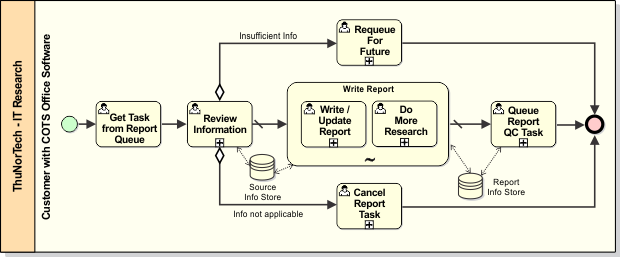 ThuNorTech - IT Research
Customer with COTS Office Software
Get Task
from Report
Queue
Review
Information
Insufficient Info
Requeue
For
Future
Write Report
Write /
Update
Report
Do
More
Research
Source
Info Store
Info not applicable
Cancel
Report
Task
Queue
Report
QC Task
Report
Info Store